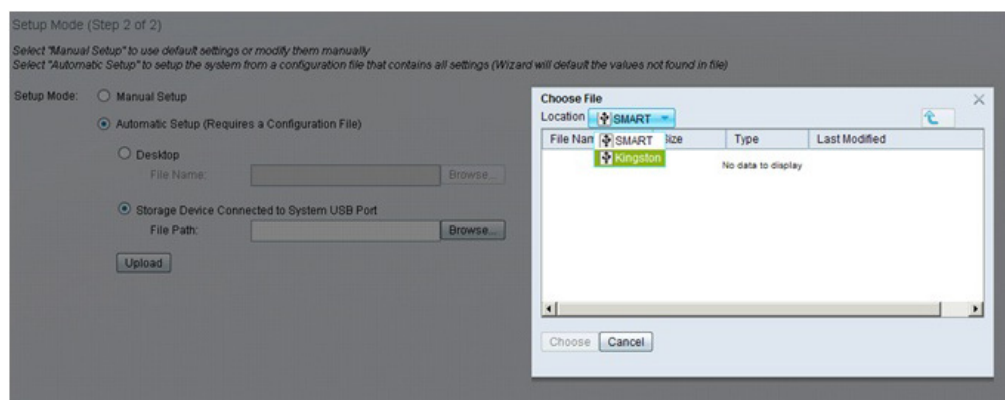 Setup Mode (Step 2 of 2)
Select "Manual Setup" to use default settings or modify them manually
Select "Automatic Setup" to setup the system from a configuration file that contains all settings (Wizard will default the values not found in file)
Setup Mode:
Manual Setup
Automatic Setup (Requires a Configuration File)
Desktop
File Name:
Browse...
Storage Device Connected to System USB Port
File Path:
Browse...
Upload
Choose File
Location SMART
File Nam Size Type Last Modified
SMART
Kingston
No data to display
Choose Cancel